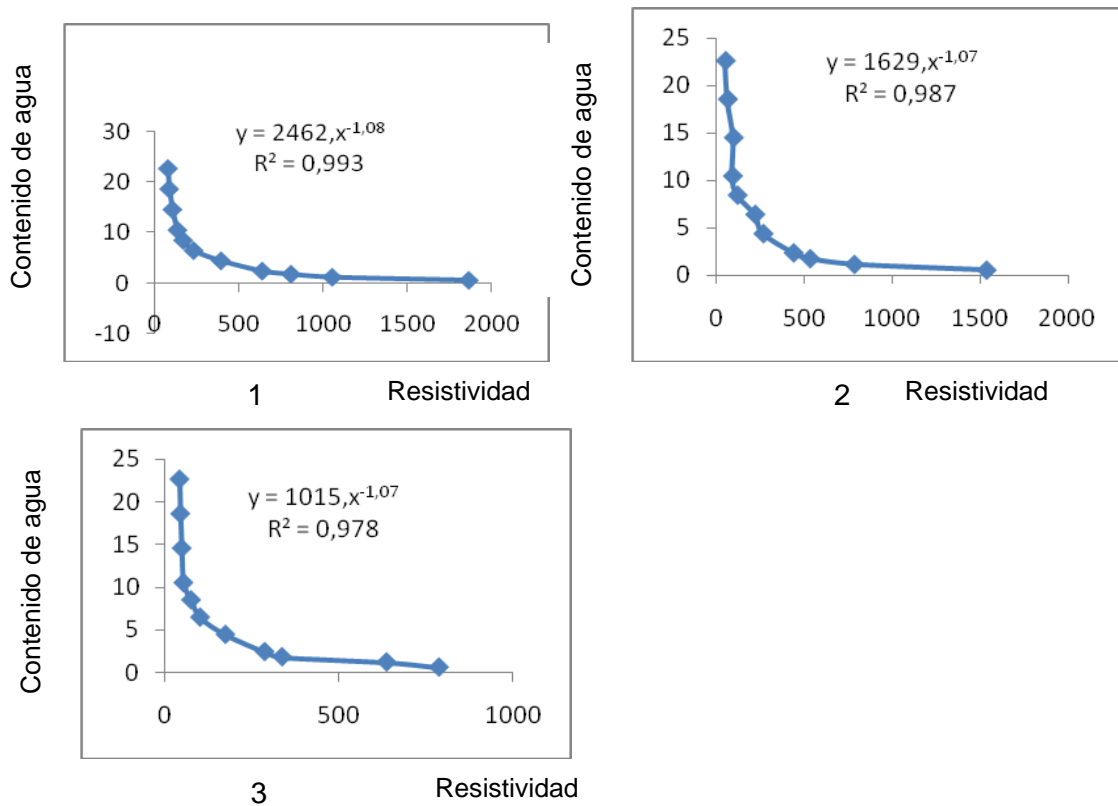 Contenido de agua
y = 2462,x^-1,08
R² = 0,993
30
20
10
0
-10
0 500 1000 1500 2000
1 Resistividad
Contenido de agua
y = 1629,x^-1,07
R² = 0,987
25
20
15
10
5
0
0 500 1000 1500 2000
2 Resistividad
Contenido de agua
y = 1015,x^-1,07
R² = 0,978
25
20
15
10
5
0
0 500 1000
3 Resistividad